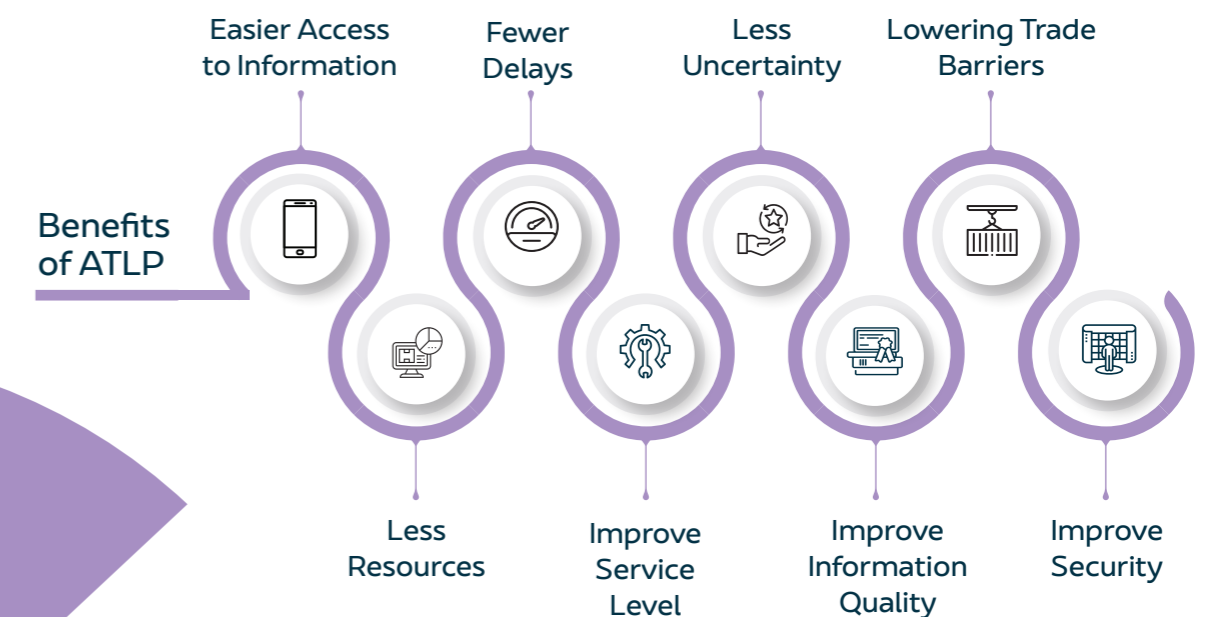 Benefits
of ATLP
Easier Access
to Information
Less
Resources
Fewer
Delays
Improve
Service
Level
Less
Uncertainty
Improve
Information
Quality
Lowering Trade
Barriers
Improve
Security